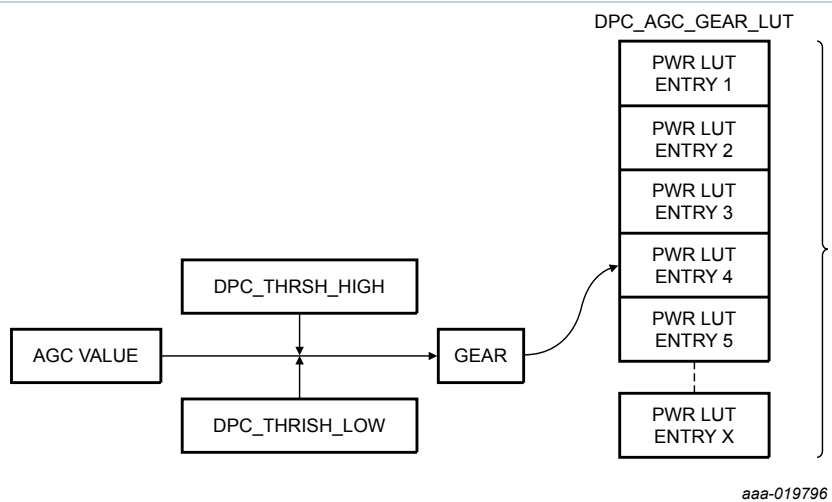 DPC_AGC_GEAR_LUT
PWR LUT
ENTRY 1
PWR LUT
ENTRY 2
PWR LUT
ENTRY 3
DPC_THRSH_HIGH
PWR LUT
ENTRY 4
AGC VALUE
GEAR
PWR LUT
ENTRY 5
DPC_THRISH_LOW
PWR LUT
ENTRY X
aaa-019796